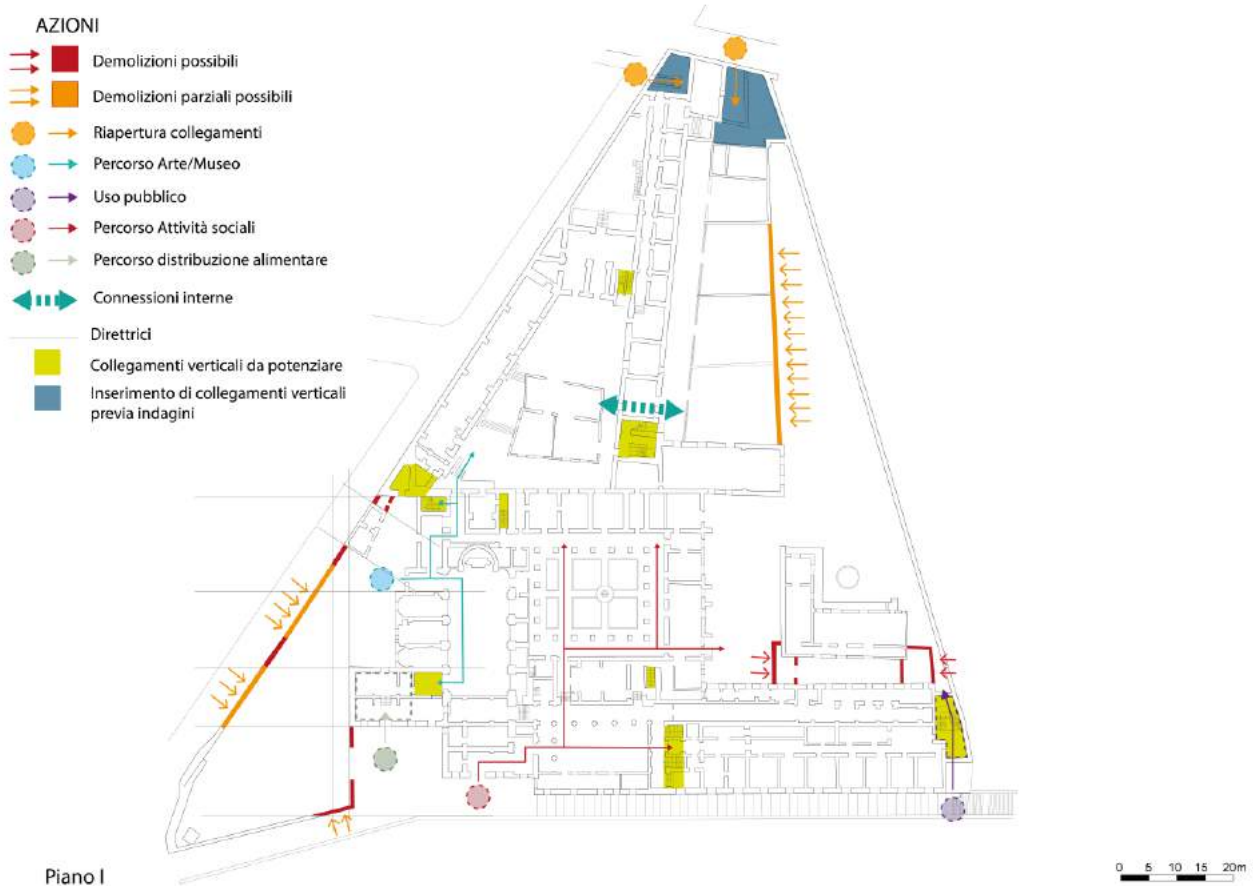 AZIONI
Demolizioni possibili
Demolizioni parziali possibili
Riapertura collegamenti
Percorso Arte/Museo
Uso pubblico
Percorso Attività sociali
Percorso distribuzione alimentare
Connessioni interne
Direttrici
Collegamenti verticali da potenziare
Inserimento di collegamenti verticali
previa indagini
Piano I
0 5 10 15 20m